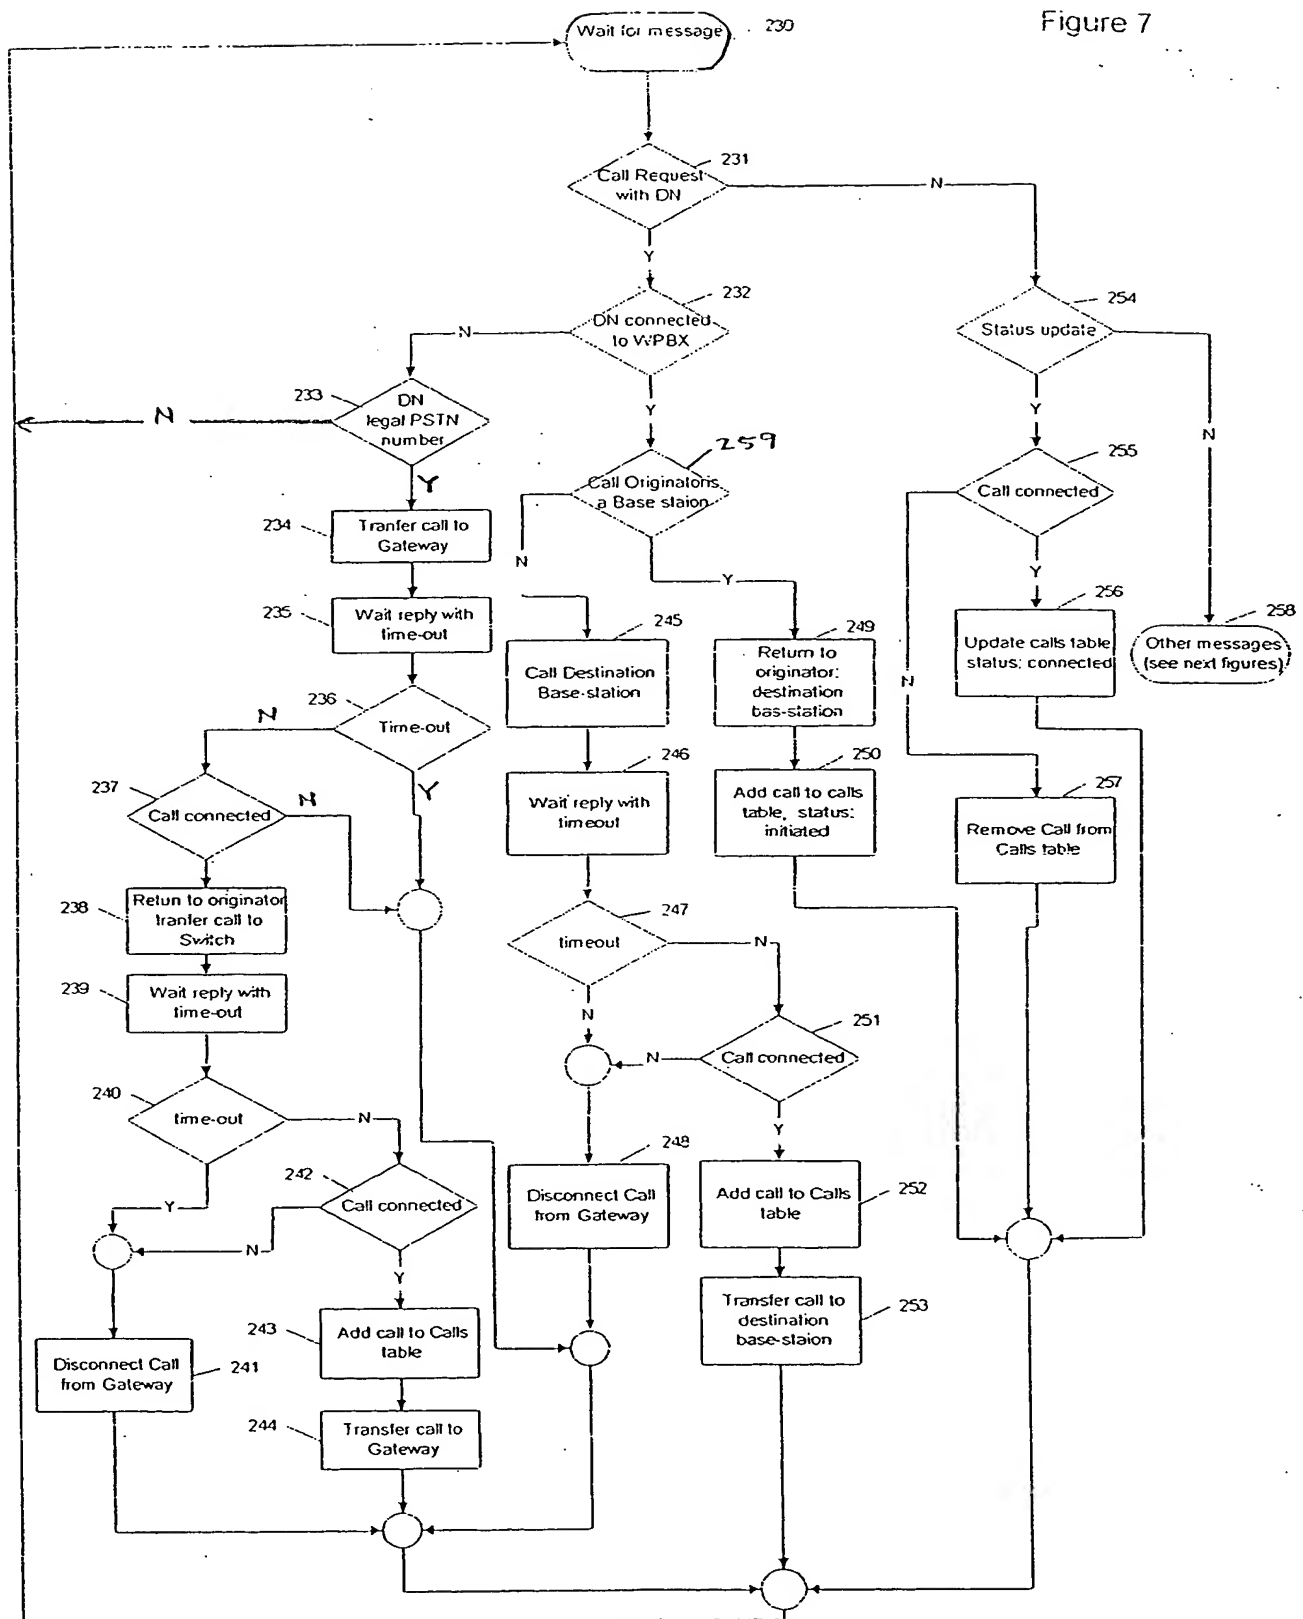 Figure 7
Wait for message
230
231
Call Request
with DN
N
Y
232
DN connected
to WPBX
N
Y
254
Status update
Y
N
233
DN
legal PSTN
number
N
Y
259
Call Originatoris
a Base staion
N
Y
255
Call connected
N
Y
234
Tranfer call to
Gateway
235
Wait reply with
time-out
236
Time-out
N
Y
245
Call Destination
Base-station
249
Return to
originator:
destination
bas-station
256
Update calls table
status: connected
258
Other messages
(see next figures)
237
Call connected
N
246
Wait reply with
timeout
250
Add call to calls
table, status:
initiated
257
Remove Call from
Calls table
238
Retun to originator
tranfer call to
Switch
247
timeout
N
N
239
Wait reply with
time-out
251
Call connected
N
Y
240
time-out
N
Y
242
Call connected
N
Y
248
Disconnect Call
from Gateway
252
Add call to Calls
table
243
Add call to Calls
table
253
Transfer call to
destination
base-staion
241
Disconnect Call
from Gateway
244
Transfer call to
Gateway